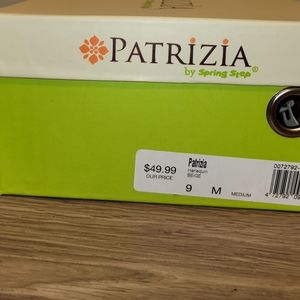 PATRIZIA
by Spring Step®
$49.99
OUR PRICE
Patrizia
Harlequin
BEIGE
9 M MEDIUM